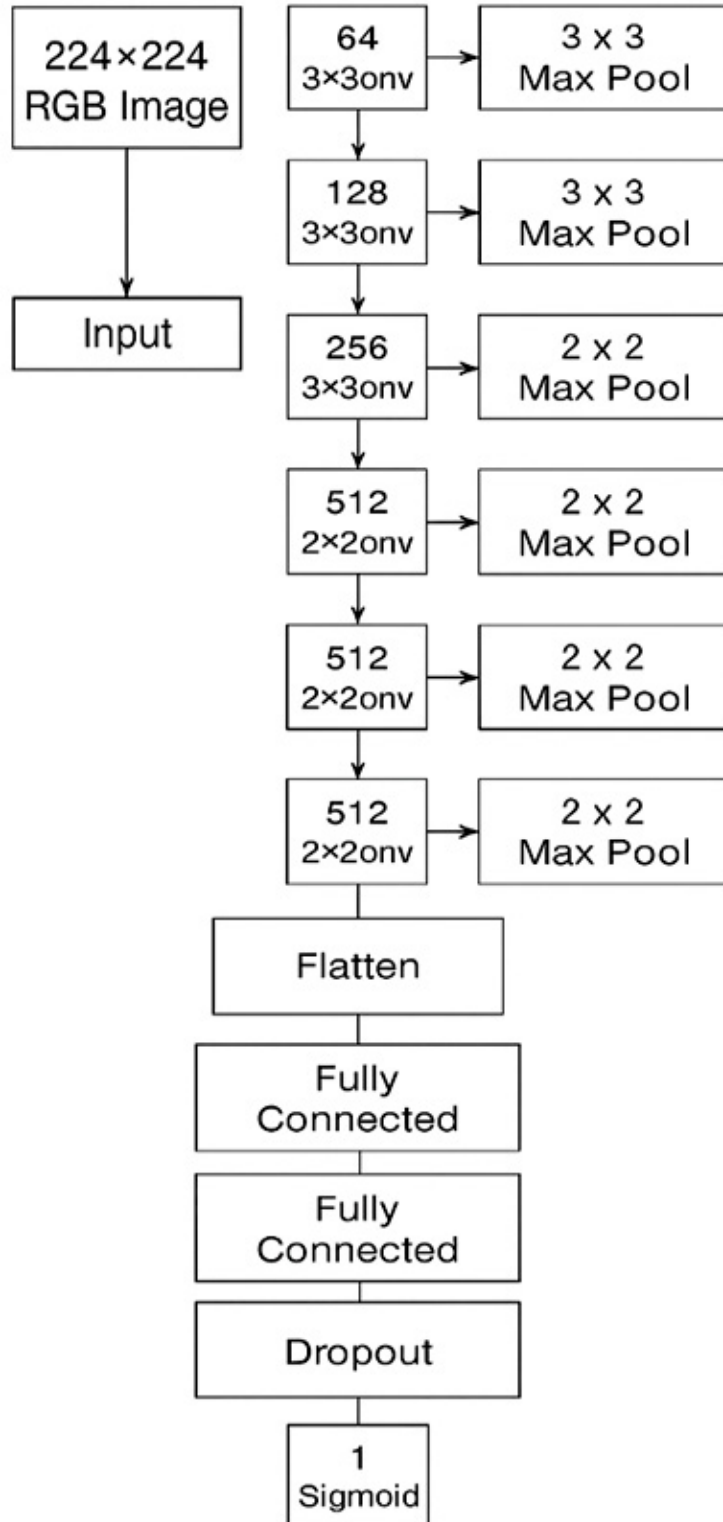 224×224
RGB Image
Input
64
3×3onv
3 x 3
Max Pool
128
3×3onv
3 x 3
Max Pool
256
3×3onv
2 x 2
Max Pool
512
2×2onv
2 x 2
Max Pool
512
2×2onv
2 x 2
Max Pool
512
2×2onv
2 x 2
Max Pool
Flatten
Fully
Connected
Fully
Connected
Dropout
1
Sigmoid